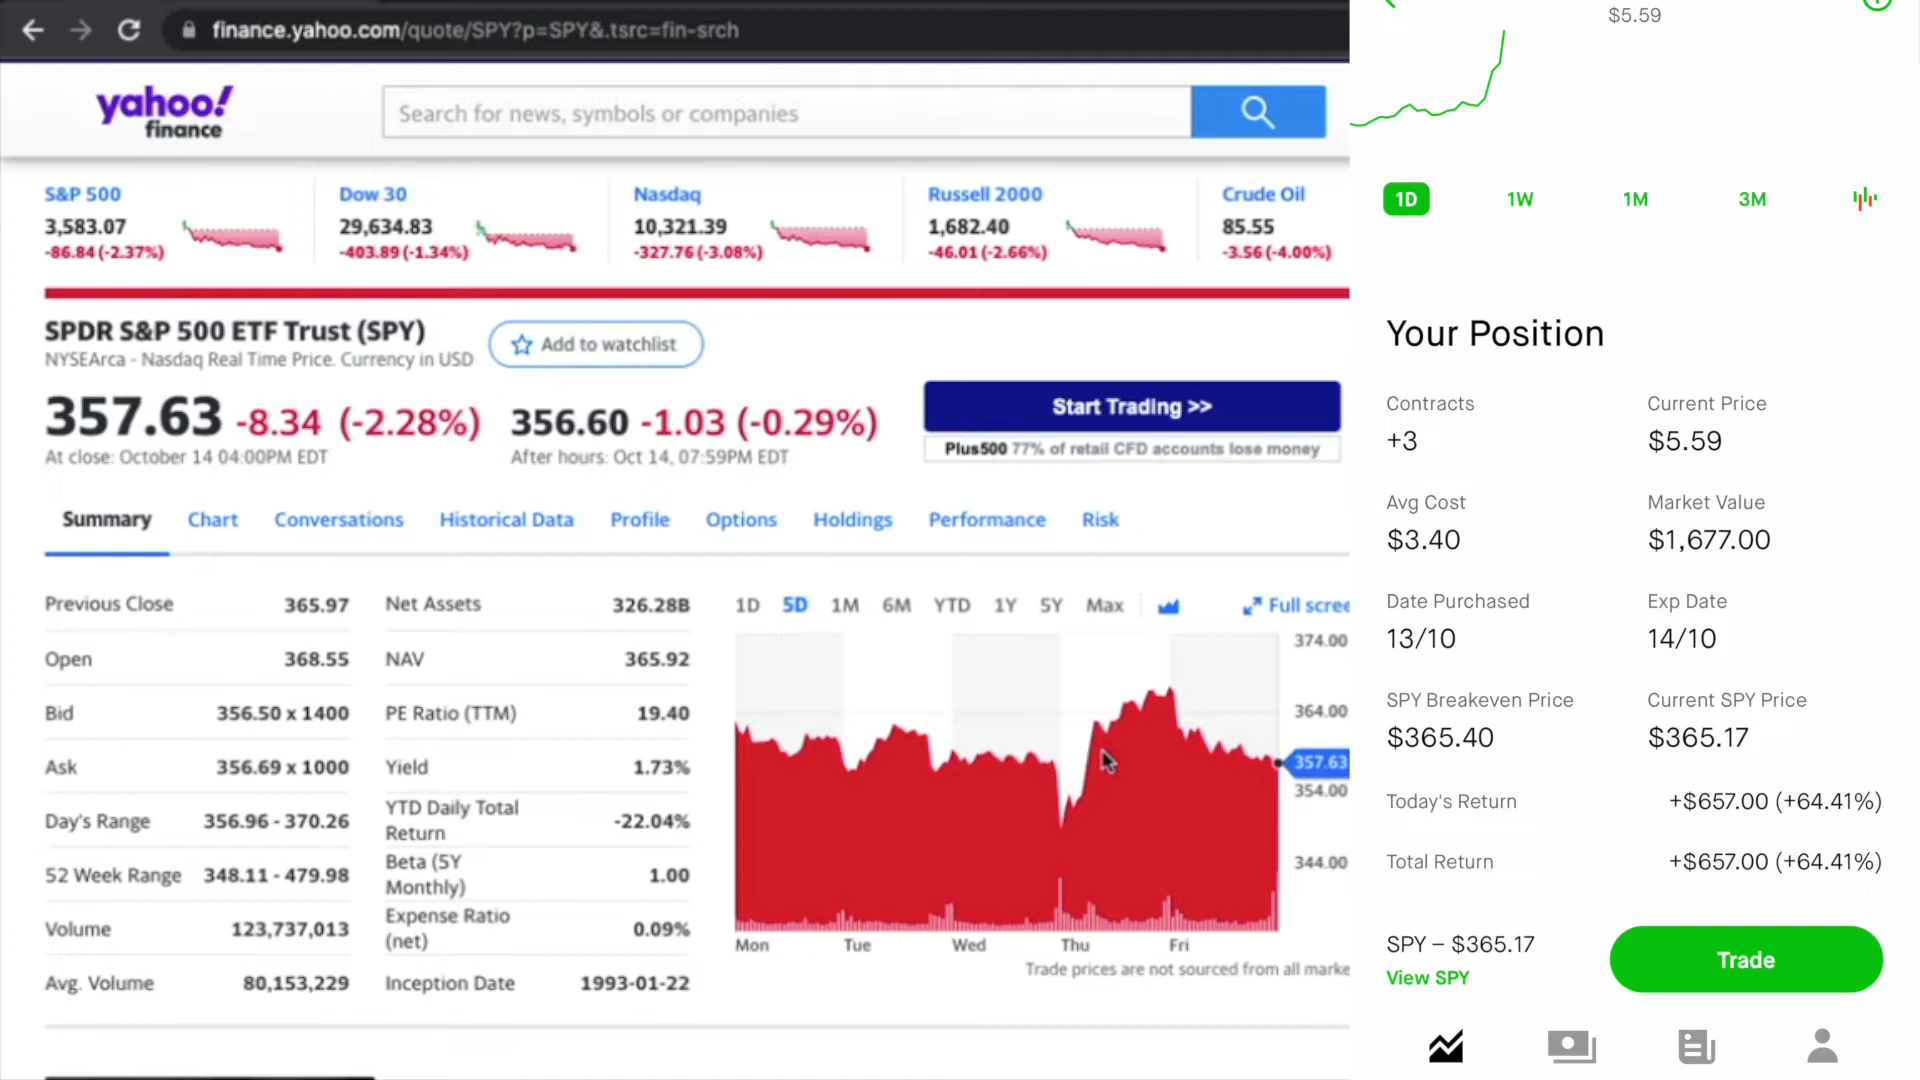 finance.yahoo.com/quote/SPY?p=SPY&.tsrc=fin-srch
yahoo!
finance
Search for news, symbols or companies
S&P 500
3,583.07
-86.84 (-2.37%)
Dow 30
29,634.83
-403.89 (-1.34%)
Nasdaq
10,321.39
-327.76 (-3.08%)
Russell 2000
1,682.40
-46.01 (-2.66%)
Crude Oil
85.55
-3.56 (-4.00%)
SPDR S&P 500 ETF Trust (SPY)
NYSEArca - Nasdaq Real Time Price. Currency in USD
Add to watchlist
357.63 -8.34 (-2.28%)
At close: October 14 04:00PM EDT
356.60 -1.03 (-0.29%)
After hours: Oct 14, 07:59PM EDT
Start Trading >>
Plus500 77% of retail CFD accounts lose money
Summary Chart Conversations Historical Data Profile Options Holdings Performance Risk
Previous Close 365.97
Open 368.55
Bid 356.50 x 1400
Ask 356.69 x 1000
Day's Range 356.96 - 370.26
52 Week Range 348.11 - 479.98
Volume 123,737,013
Avg. Volume 80,153,229
Net Assets 326.28B
NAV 365.92
PE Ratio (TTM) 19.40
Yield 1.73%
YTD Daily Total
Return -22.04%
Beta (5Y
Monthly) 1.00
Expense Ratio
(net) 0.09%
Inception Date 1993-01-22
1D 5D 1M 6M YTD 1Y 5Y Max
Full scree
374.00
364.00
357.63
354.00
344.00
Mon Tue Wed Thu Fri
Trade prices are not sourced from all marke
$5.59
1D 1W 1M 3M
Your Position
Contracts
+3
Current Price
$5.59
Avg Cost
$3.40
Market Value
$1,677.00
Date Purchased
13/10
Exp Date
14/10
SPY Breakeven Price
$365.40
Current SPY Price
$365.17
Today's Return +$657.00 (+64.41%)
Total Return +$657.00 (+64.41%)
SPY – $365.17
View SPY
Trade